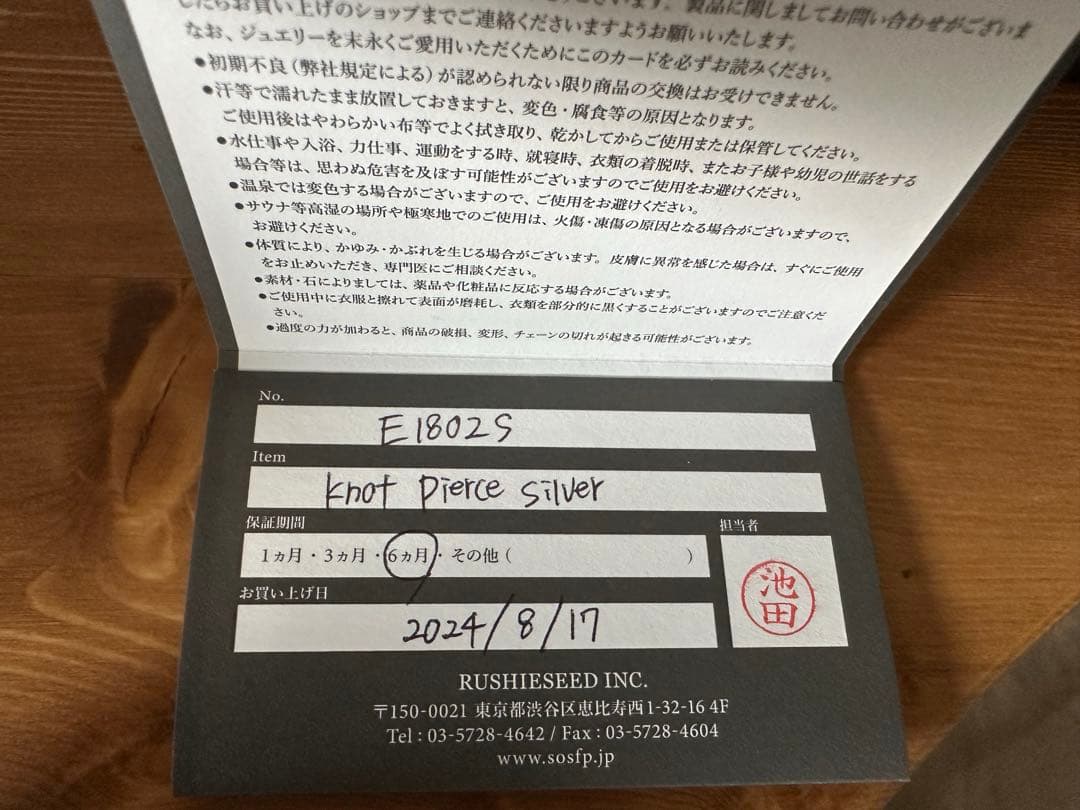 したらお買い上げのショップまでご連絡くださいますようお願いいたします。
なお、ジュエリーを末永くご愛用いただくためにこのカードを必ずお読みください。
●初期不良（弊社規定による）が認められない限り商品の交換はお受けできません。
●汗等で濡れたまま放置しておきますと、変色・腐食等の原因となります。
ご使用後はやわらかい布等でよく拭き取り、乾かしてからご使用または保管してください。
●水仕事や入浴、力仕事、運動をする時、就寝時、衣類の着脱時、またお子様や幼児の世話をする
場合等は、思わぬ危害を及ぼす可能性がございますのでご使用をお避けください。
●温泉では変色する場合がございますので、ご使用をお避けください。
●サウナ等高湿の場所や極寒地でのご使用は、火傷・凍傷の原因となる場合がございますので、
お避けください。
●体質により、かゆみ・かぶれを生じる場合がございます。皮膚に異常を感じた場合は、すぐにご使用
をお止めいただき、専門医にご相談ください。
●素材・石によりましては、薬品や化粧品に反応する場合がございます。
●ご使用中に衣服と擦れて表面が磨耗し、衣類を部分的に黒くすることがございますのでご注意くだ
さい。
●過度の力が加わると、商品の破損、変形、チェーンの切れが起きる可能性がございます。
No.
E1802S
Item
knot pierce silver
保証期間
1ヵ月・3ヵ月・6ヵ月・その他（ ）
担当者
池田
お買い上げ日
2024/8/17
RUSHIESEED INC.
〒150-0021 東京都渋谷区恵比寿西1-32-16 4F
Tel : 03-5728-4642 / Fax : 03-5728-4604
www.sosfp.jp